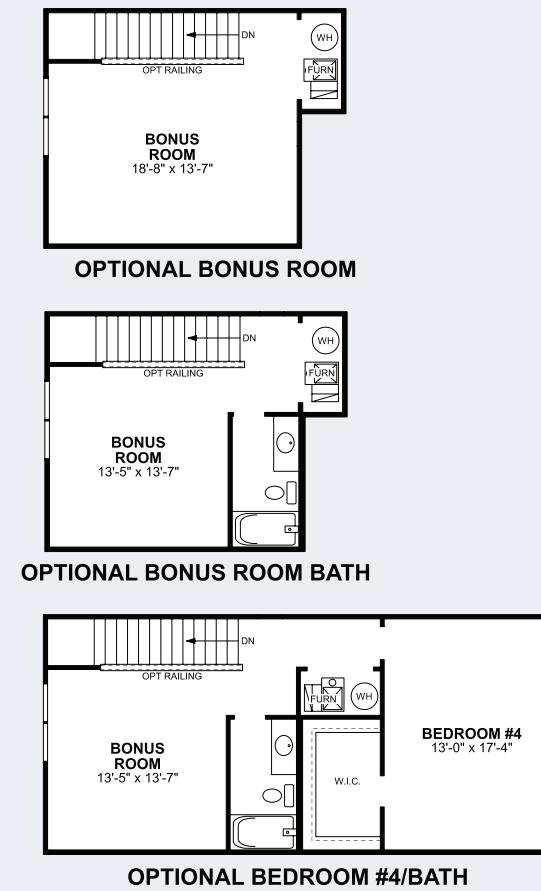 DN
WH
FURN
OPT RAILING
BONUS
ROOM
18'-8" x 13'-7"
OPTIONAL BONUS ROOM
DN
WH
FURN
OPT RAILING
BONUS
ROOM
13'-5" x 13'-7"
OPTIONAL BONUS ROOM BATH
DN
OPT RAILING
FURN
WH
BONUS
ROOM
13'-5" x 13'-7"
W.I.C.
BEDROOM #4
13'-0" x 17'-4"
OPTIONAL BEDROOM #4/BATH